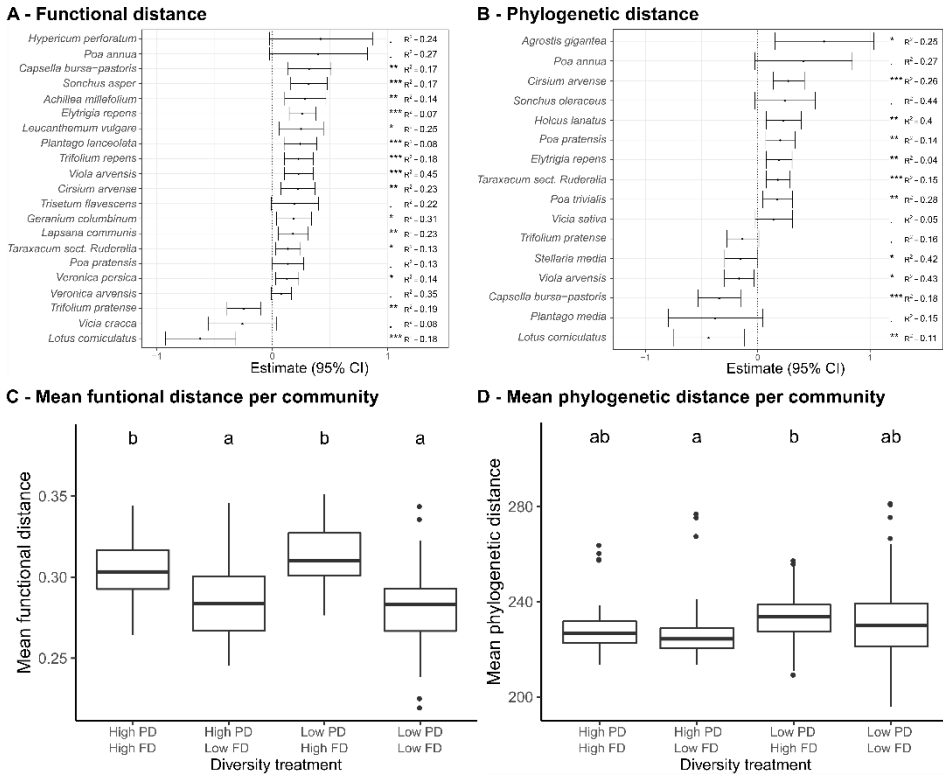 A - Functional distance
Hypericum perforatum . R² = 0.24
Poa annua . R² = 0.27
Capsella bursa-pastoris ** R² = 0.17
Sonchus asper *** R² = 0.17
Achillea millefolium ** R² = 0.14
Elytrigia repens *** R² = 0.07
Leucanthemum vulgare * R² = 0.25
Plantago lanceolata *** R² = 0.08
Trifolium repens *** R² = 0.18
Viola arvensis *** R² = 0.45
Cirsium arvense ** R² = 0.23
Trisetum flavescens . R² = 0.22
Geranium columbinum * R² = 0.31
Lapsana communis ** R² = 0.23
Taraxacum sect. Ruderalia * R² = 0.13
Poa pratensis . R² = 0.13
Veronica persica * R² = 0.14
Veronica arvensis . R² = 0.35
Trifolium pratense ** R² = 0.19
Vicia cracca . R² = 0.08
Lotus corniculatus *** R² = 0.18
−1 0 1
Estimate (95% CI)
B - Phylogenetic distance
Agrostis gigantea * R² = 0.25
Poa annua . R² = 0.27
Cirsium arvense *** R² = 0.26
Sonchus oleraceus . R² = 0.44
Holcus lanatus ** R² = 0.4
Poa pratensis ** R² = 0.14
Elytrigia repens ** R² = 0.04
Taraxacum sect. Ruderalia *** R² = 0.15
Poa trivialis ** R² = 0.28
Vicia sativa . R² = 0.05
Trifolium pratense . R² = 0.16
Stellaria media * R² = 0.42
Viola arvensis * R² = 0.43
Capsella bursa-pastoris *** R² = 0.18
Plantago media . R² = 0.15
Lotus corniculatus ** R² = 0.11
−1 0 1
Estimate (95% CI)
C - Mean funtional distance per community
b a b a
Mean functional distance
0.35
0.30
0.25
High PD High PD Low PD Low PD
High FD Low FD High FD Low FD
Diversity treatment
D - Mean phylogenetic distance per community
ab a b ab
Mean phylogenetic distance
280
240
200
High PD High PD Low PD Low PD
High FD Low FD High FD Low FD
Diversity treatment